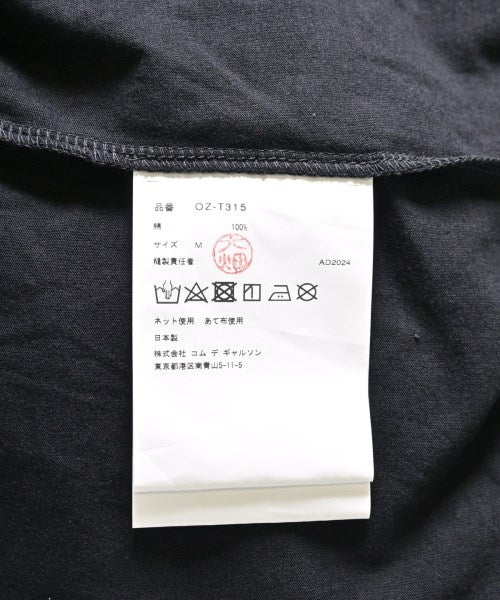 品番 OZ-T315
綿 100%
サイズ M
縫製責任者 大畑 AD2024
ネット使用 あて布使用
日本製
株式会社 コム デ ギャルソン
東京都港区南青山5-11-5